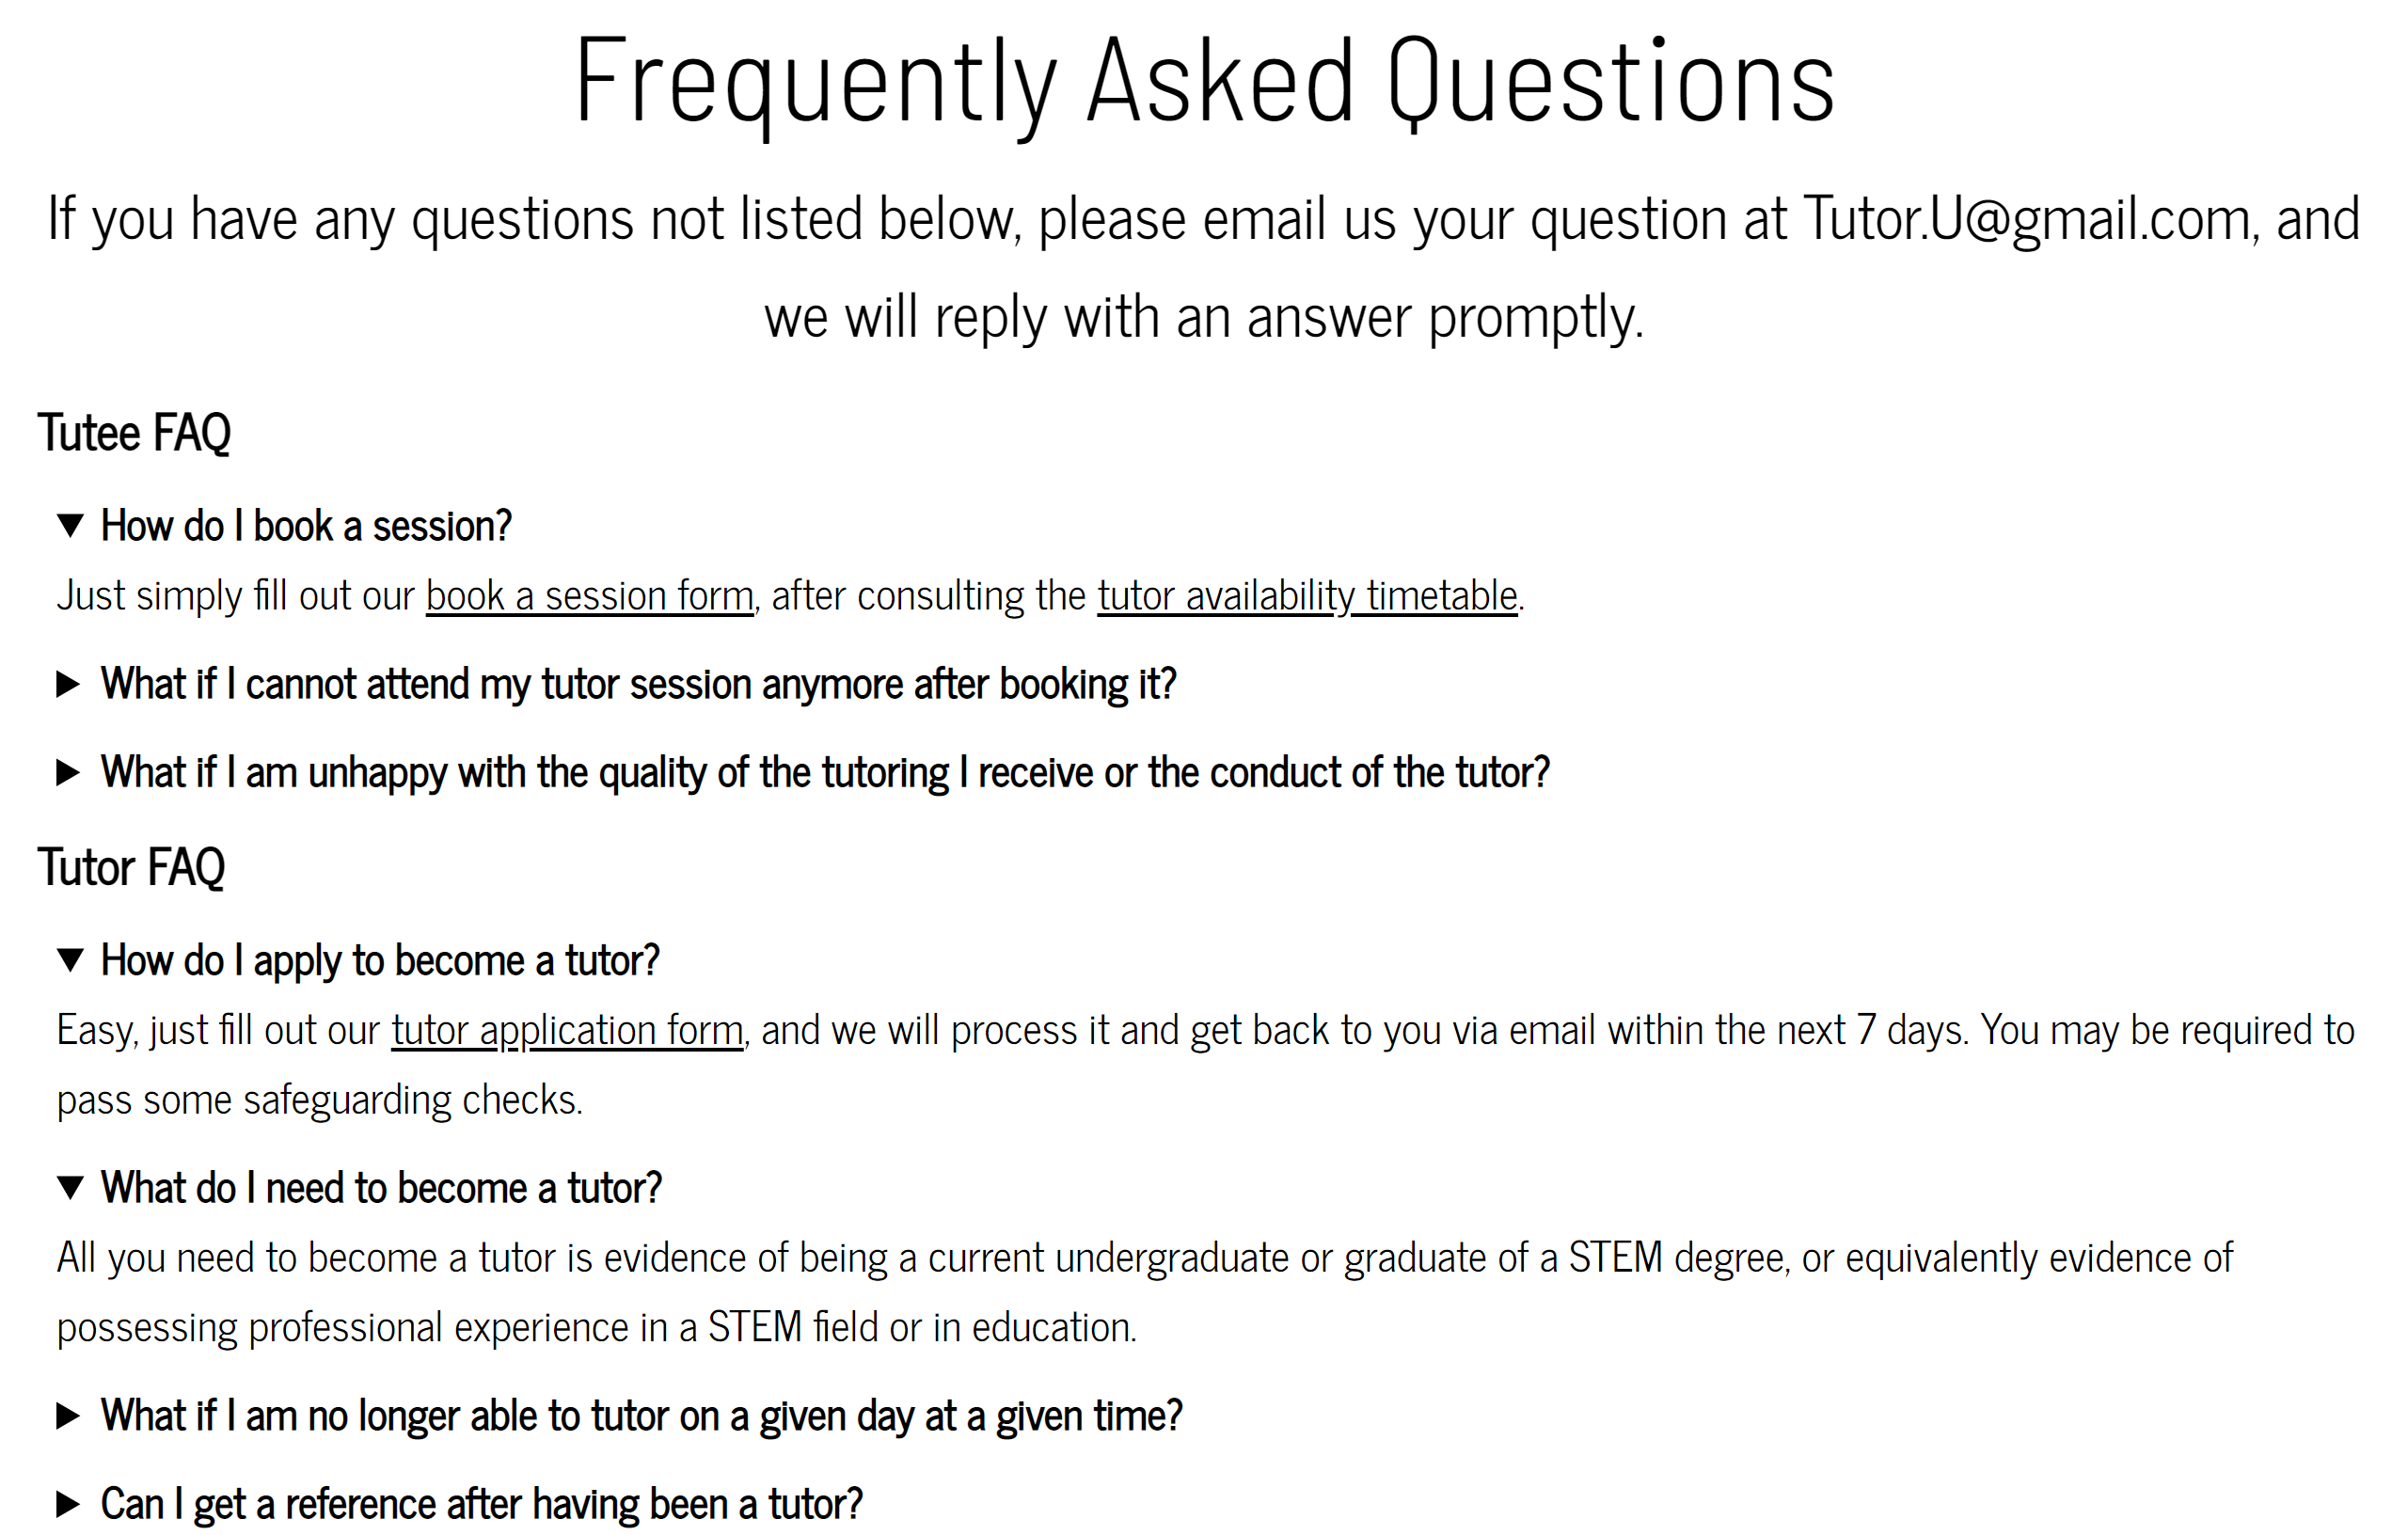 Frequently Asked Questions
If you have any questions not listed below, please email us your question at Tutor.U@gmail.com, and
we will reply with an answer promptly.
Tutee FAQ
How do I book a session?
Just simply fill out our book a session form, after consulting the tutor availability timetable.
What if I cannot attend my tutor session anymore after booking it?
What if I am unhappy with the quality of the tutoring I receive or the conduct of the tutor?
Tutor FAQ
How do I apply to become a tutor?
Easy, just fill out our tutor application form, and we will process it and get back to you via email within the next 7 days. You may be required to
pass some safeguarding checks.
What do I need to become a tutor?
All you need to become a tutor is evidence of being a current undergraduate or graduate of a STEM degree, or equivalently evidence of
possessing professional experience in a STEM field or in education.
What if I am no longer able to tutor on a given day at a given time?
Can I get a reference after having been a tutor?